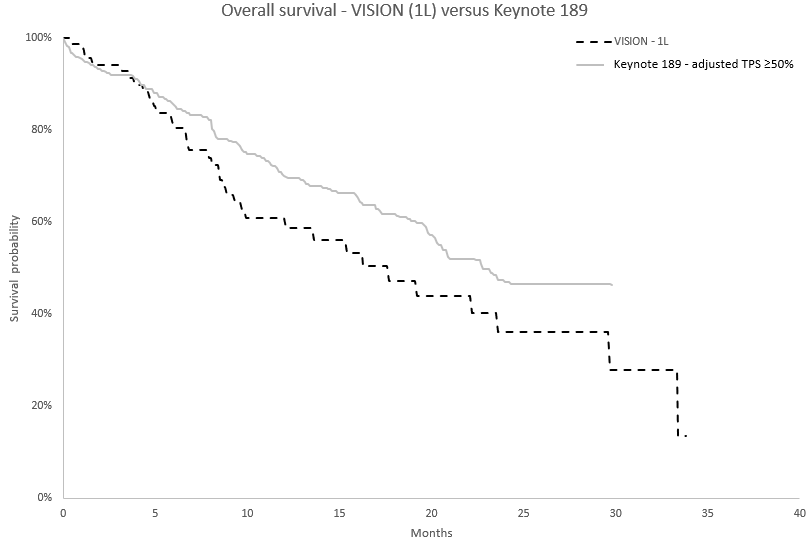 Overall survival - VISION (1L) versus Keynote 189
VISION - 1L
Keynote 189 - adjusted TPS ≥50%
100%
80%
60%
40%
20%
0%
Survival probability
0 5 10 15 20 25 30 35 40
Months